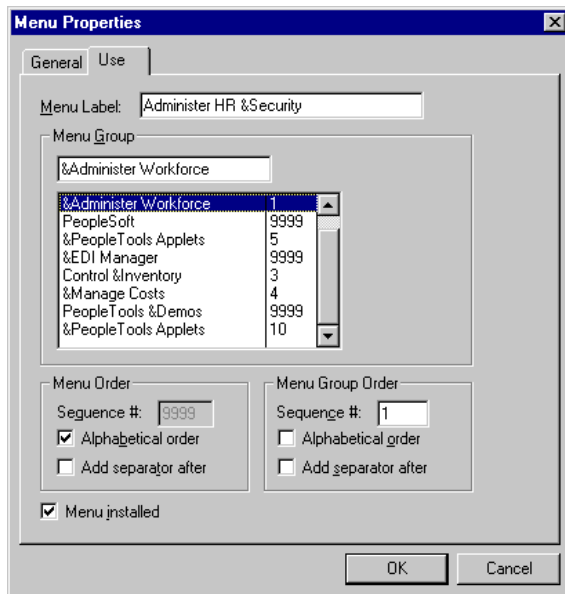 Menu Properties
General Use
Menu Label: Administer HR &Security
Menu Group
&Administer Workforce
&Administer Workforce 1
PeopleSoft 9999
&PeopleTools Applets 5
&EDI Manager 9999
Control &Inventory 3
&Manage Costs 4
PeopleTools &Demos 9999
&PeopleTools Applets 10
Menu Order
Sequence #: 9999
Alphabetical order
Add separator after
Menu Group Order
Sequence #: 1
Alphabetical order
Add separator after
Menu installed
OK Cancel